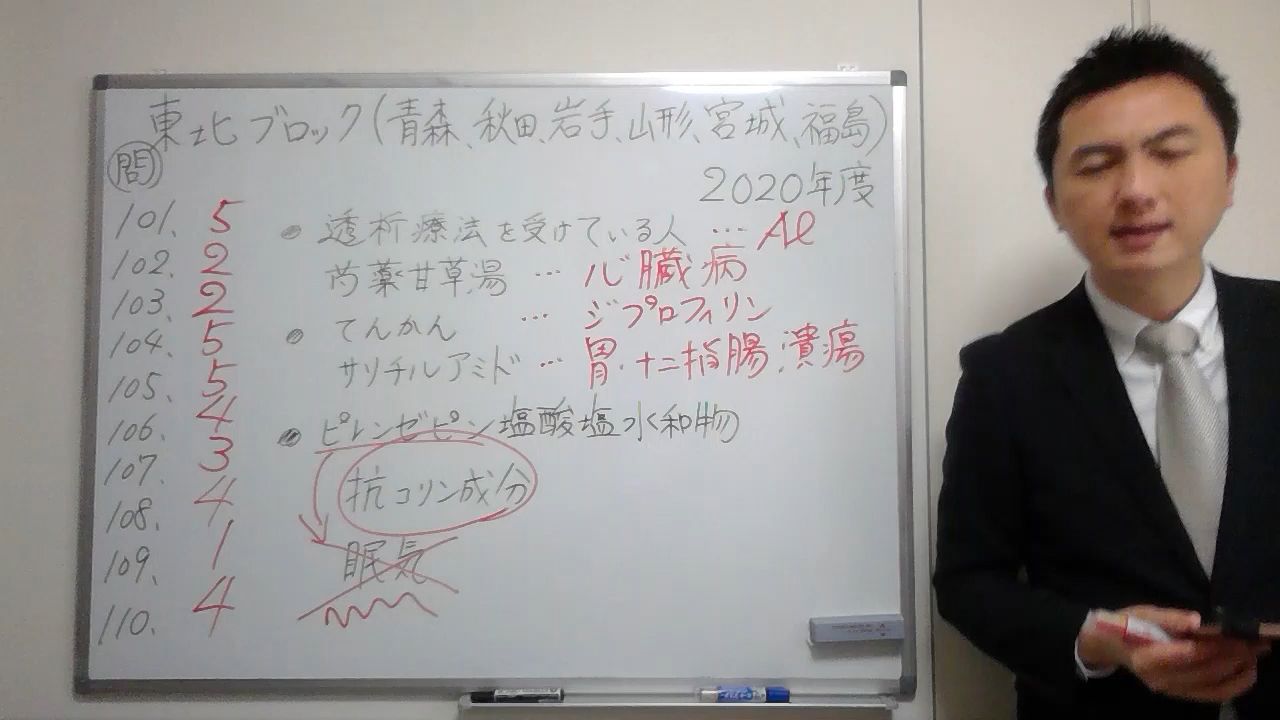 東北ブロック(青森、秋田、岩手、山形、宮城、福島)
2020年度
問
101. 5
102. 2
103. 2
104. 5
105. 5
106. 4
107. 3
108. 4
109. 1
110. 4
● 透析療法を受けている人 … Al
芍薬甘草湯 … 心臓病
● てんかん … ジプロフィリン
サリチルアミド … 胃・十二指腸潰瘍
● ピレンゼピン塩酸塩水和物
抗コリン成分
眠気